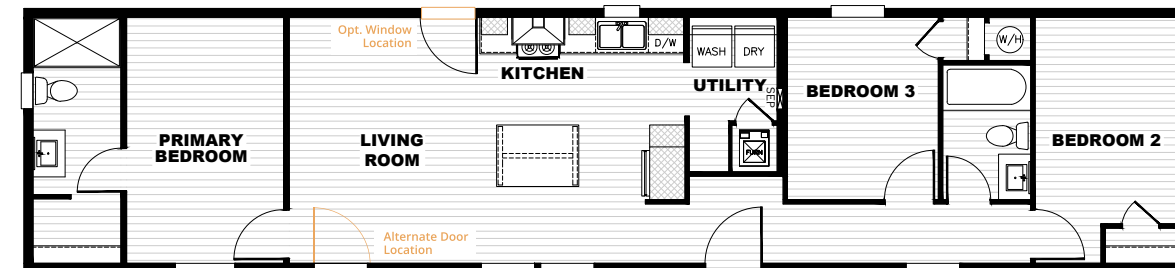 Opt. Window
Location
KITCHEN
D/W
WASH
DRY
W/H
UTILITY
SEP
BEDROOM 3
PRIMARY
BEDROOM
LIVING
ROOM
FURN
BEDROOM 2
Alternate Door
Location